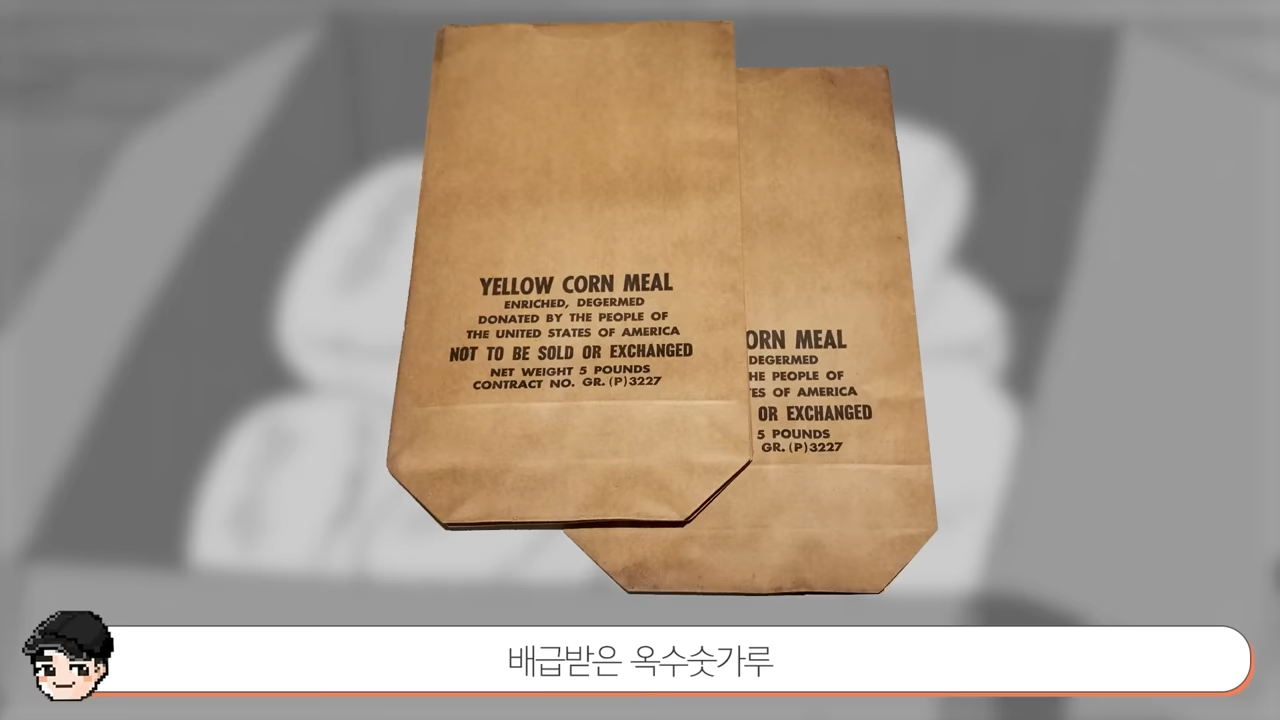 YELLOW CORN MEAL
ENRICHED, DEGERMED
DONATED BY THE PEOPLE OF
THE UNITED STATES OF AMERICA
NOT TO BE SOLD OR EXCHANGED
NET WEIGHT 5 POUNDS
CONTRACT NO. GR. (P)3227
ORN MEAL
DEGERMED
HE PEOPLE OF
ES OF AMERICA
OR EXCHANGED
5 POUNDS
GR. (P)3227
배급받은 옥수숫가루